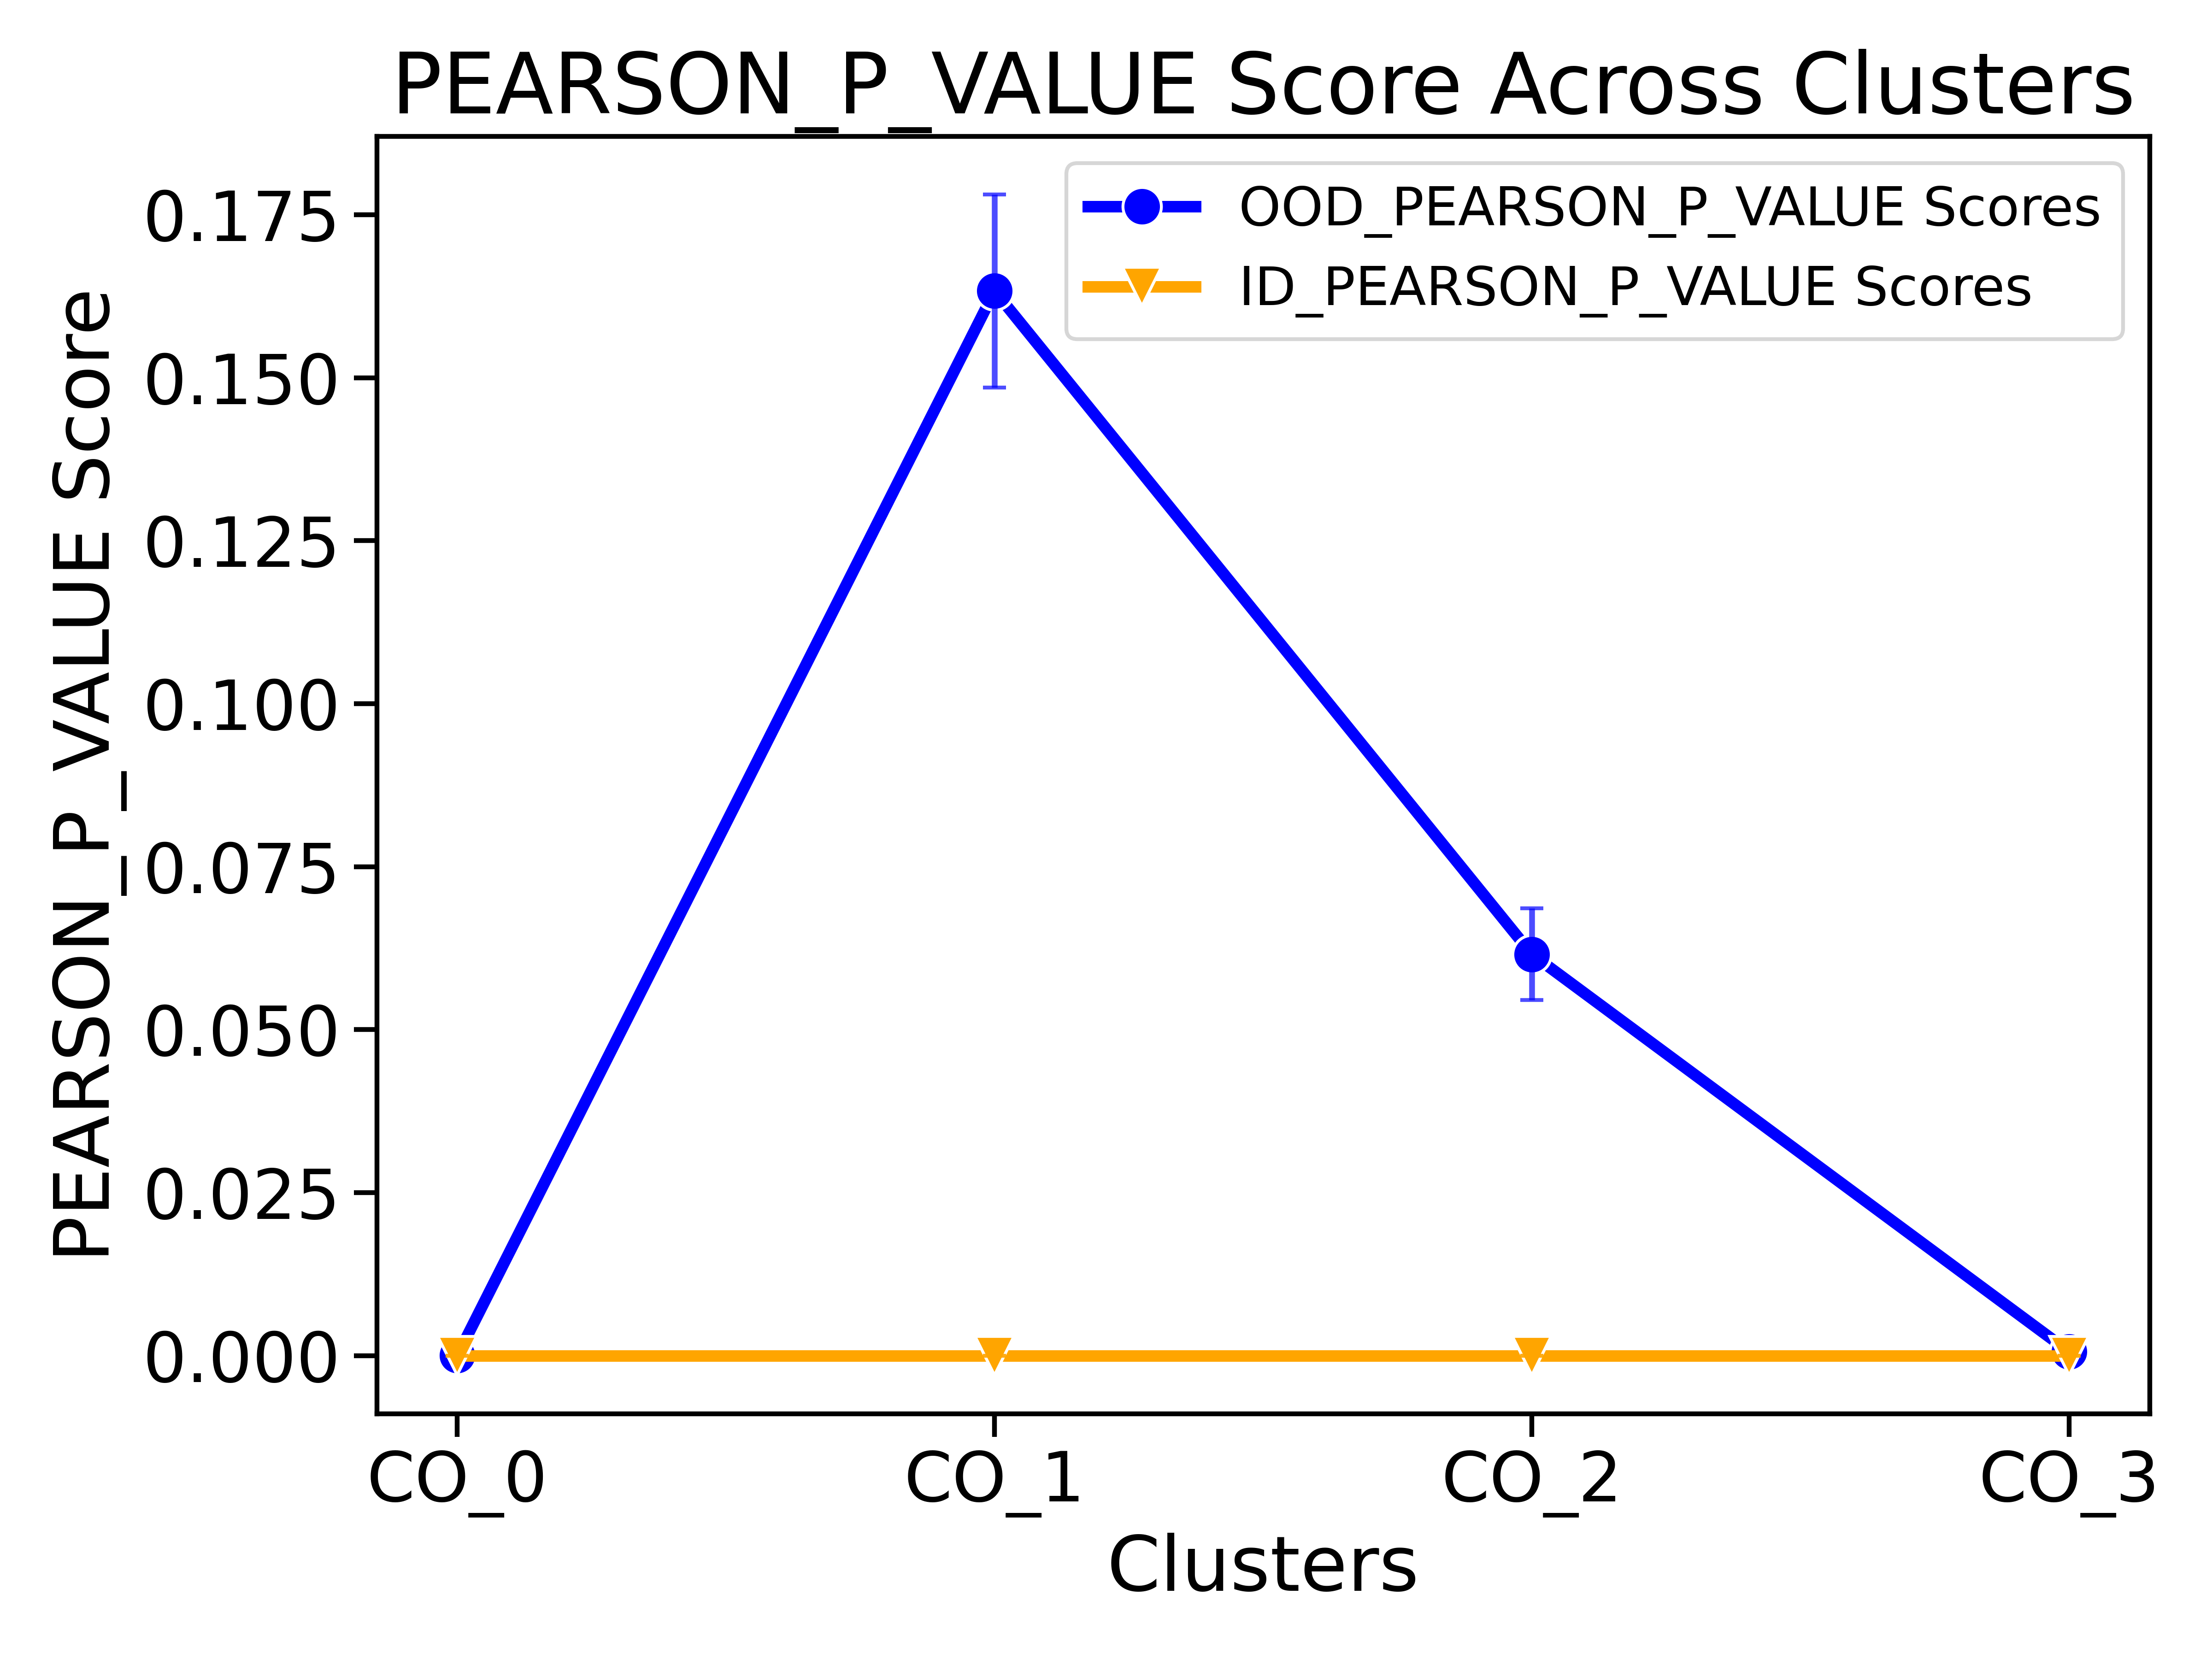 PEARSON_P_VALUE Score Across Clusters
OOD_PEARSON_P_VALUE Scores
ID_PEARSON_P_VALUE Scores
PEARSON_P_VALUE Score
0.175
0.150
0.125
0.100
0.075
0.050
0.025
0.000
CO_0 CO_1 CO_2 CO_3
Clusters